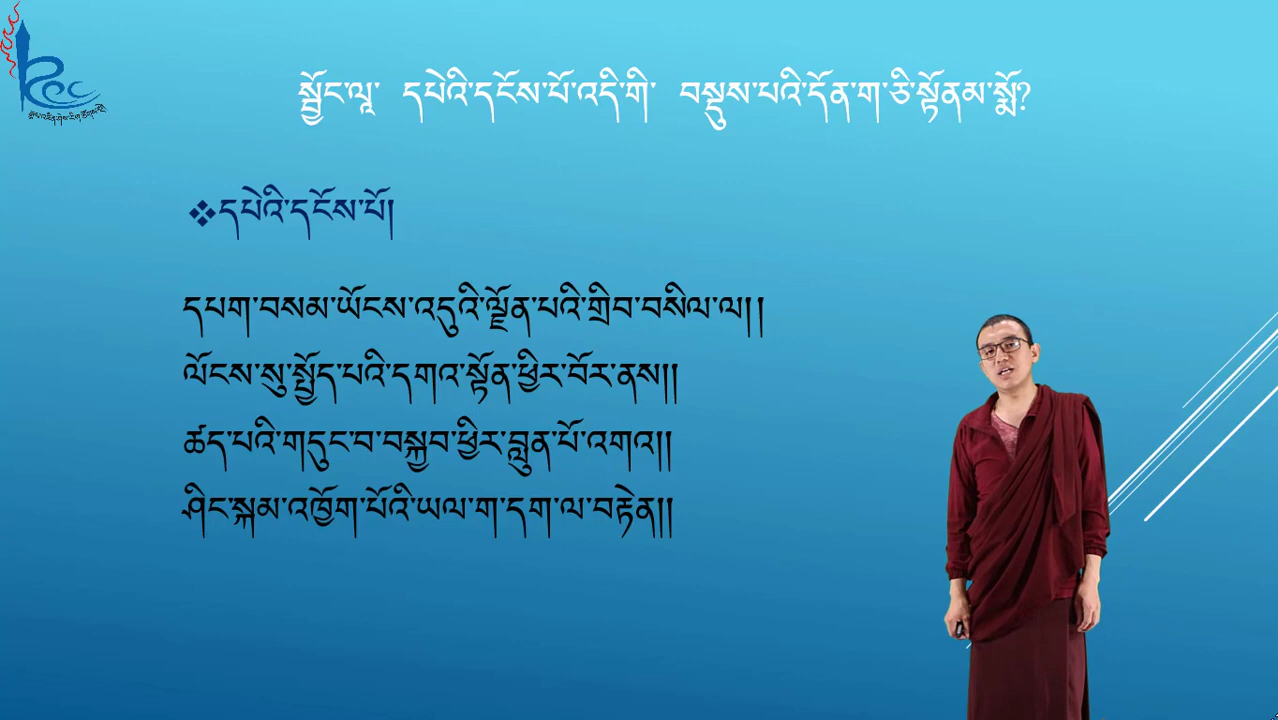 སྦྱོང་ལཱ་ དཔེའི་དངོས་པོ་འདི་གི་ བསྡུས་པའི་དོན་ག་ཅི་སྟོནམ་སྨོ?
❖དཔེའི་དངོས་པོ།
དཔག་བསམ་ཡོངས་འདུའི་ལྗོན་པའི་གྲིབ་བསིལ་ལ།།
ལོངས་སུ་སྤྱོད་པའི་དགའ་སྟོན་ཕྱིར་བོར་ནས།།
ཚད་པའི་གདུང་བ་བསྐྱབ་ཕྱིར་བླུན་པོ་འགའ།།
ཤིང་སྐམ་འཁྱོག་པོའི་ཡལ་ག་དག་ལ་བརྟེན།།